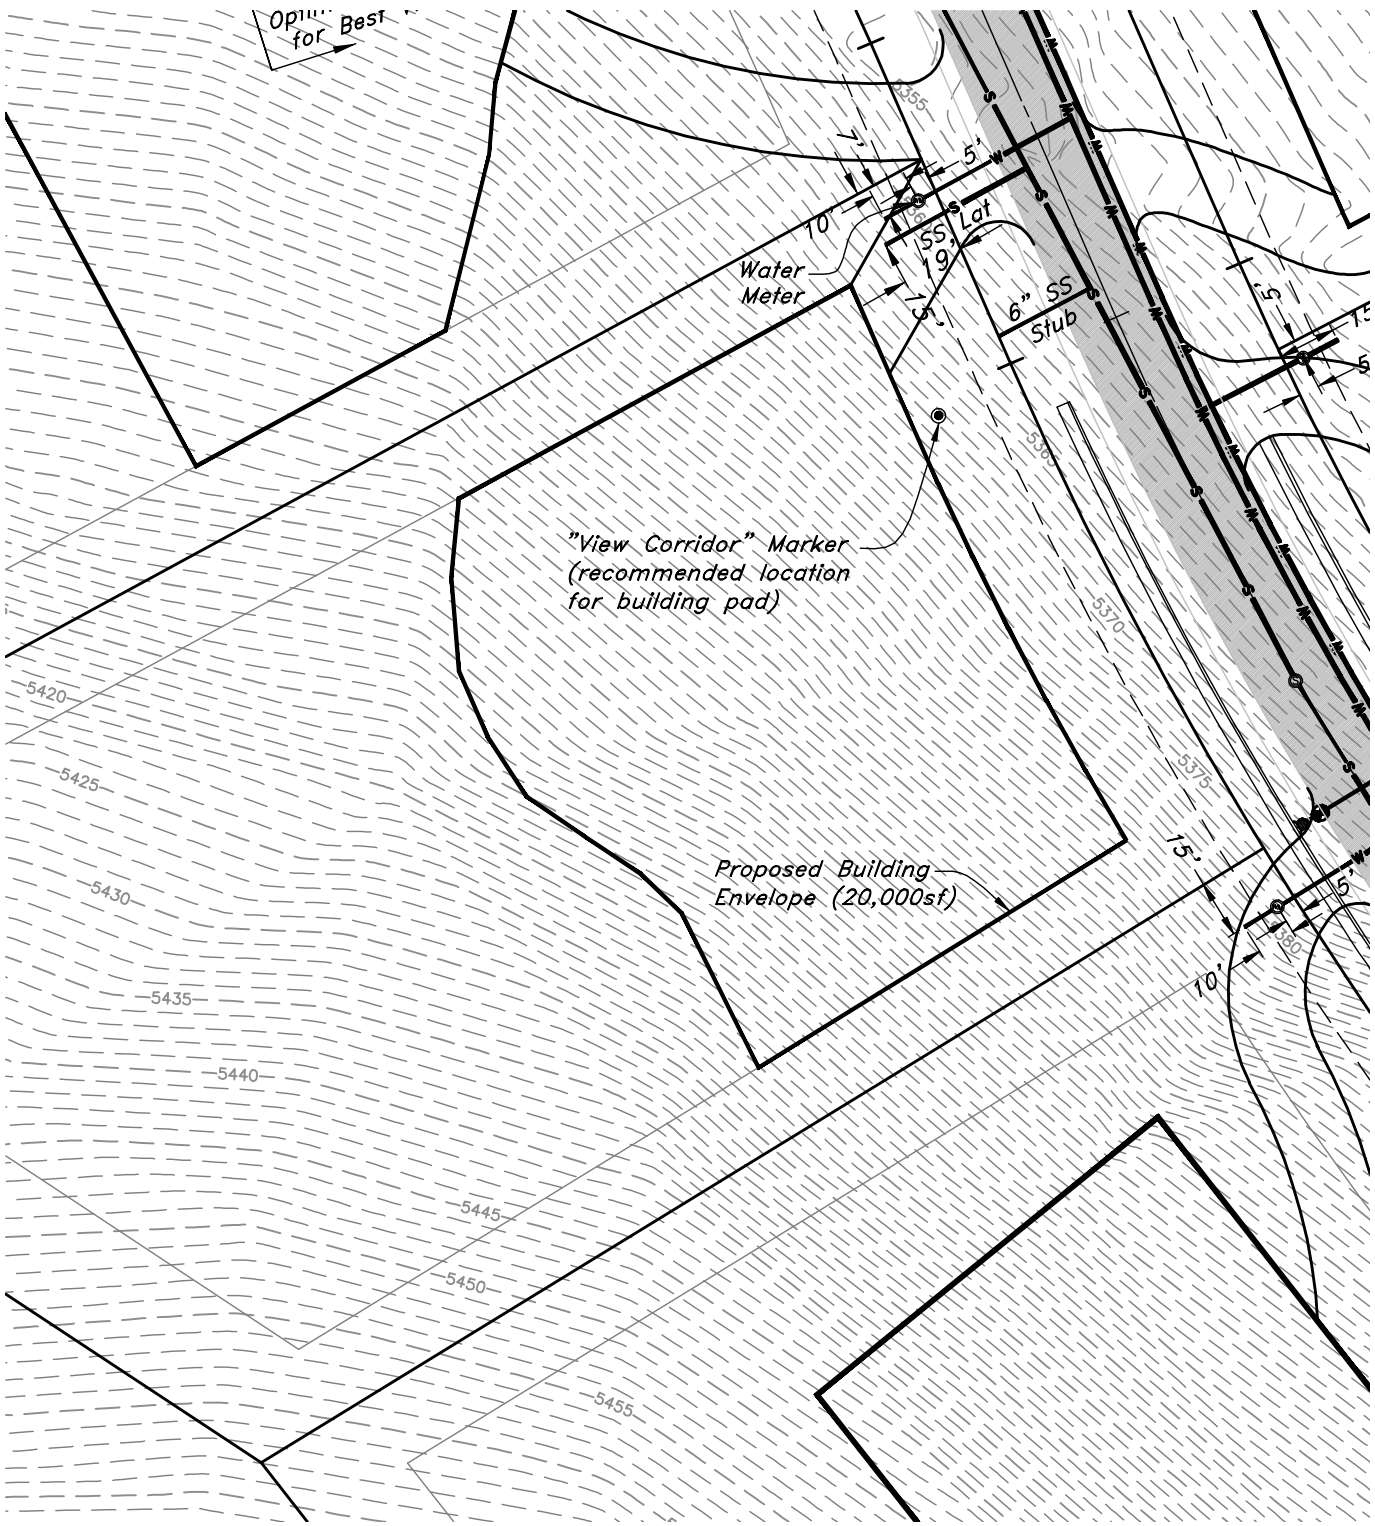 for Best
5355
7'
5'
W
S
10'
SS, Lat
19'
Water
Meter
15'
6" SS
Stub
5'
15
5
5365
"View Corridor" Marker
(recommended location
for building pad)
5370
5420
5425
5375
Proposed Building
Envelope (20,000sf)
15'
5'
5430
5380
10'
5435
5440
5445
5450
5455